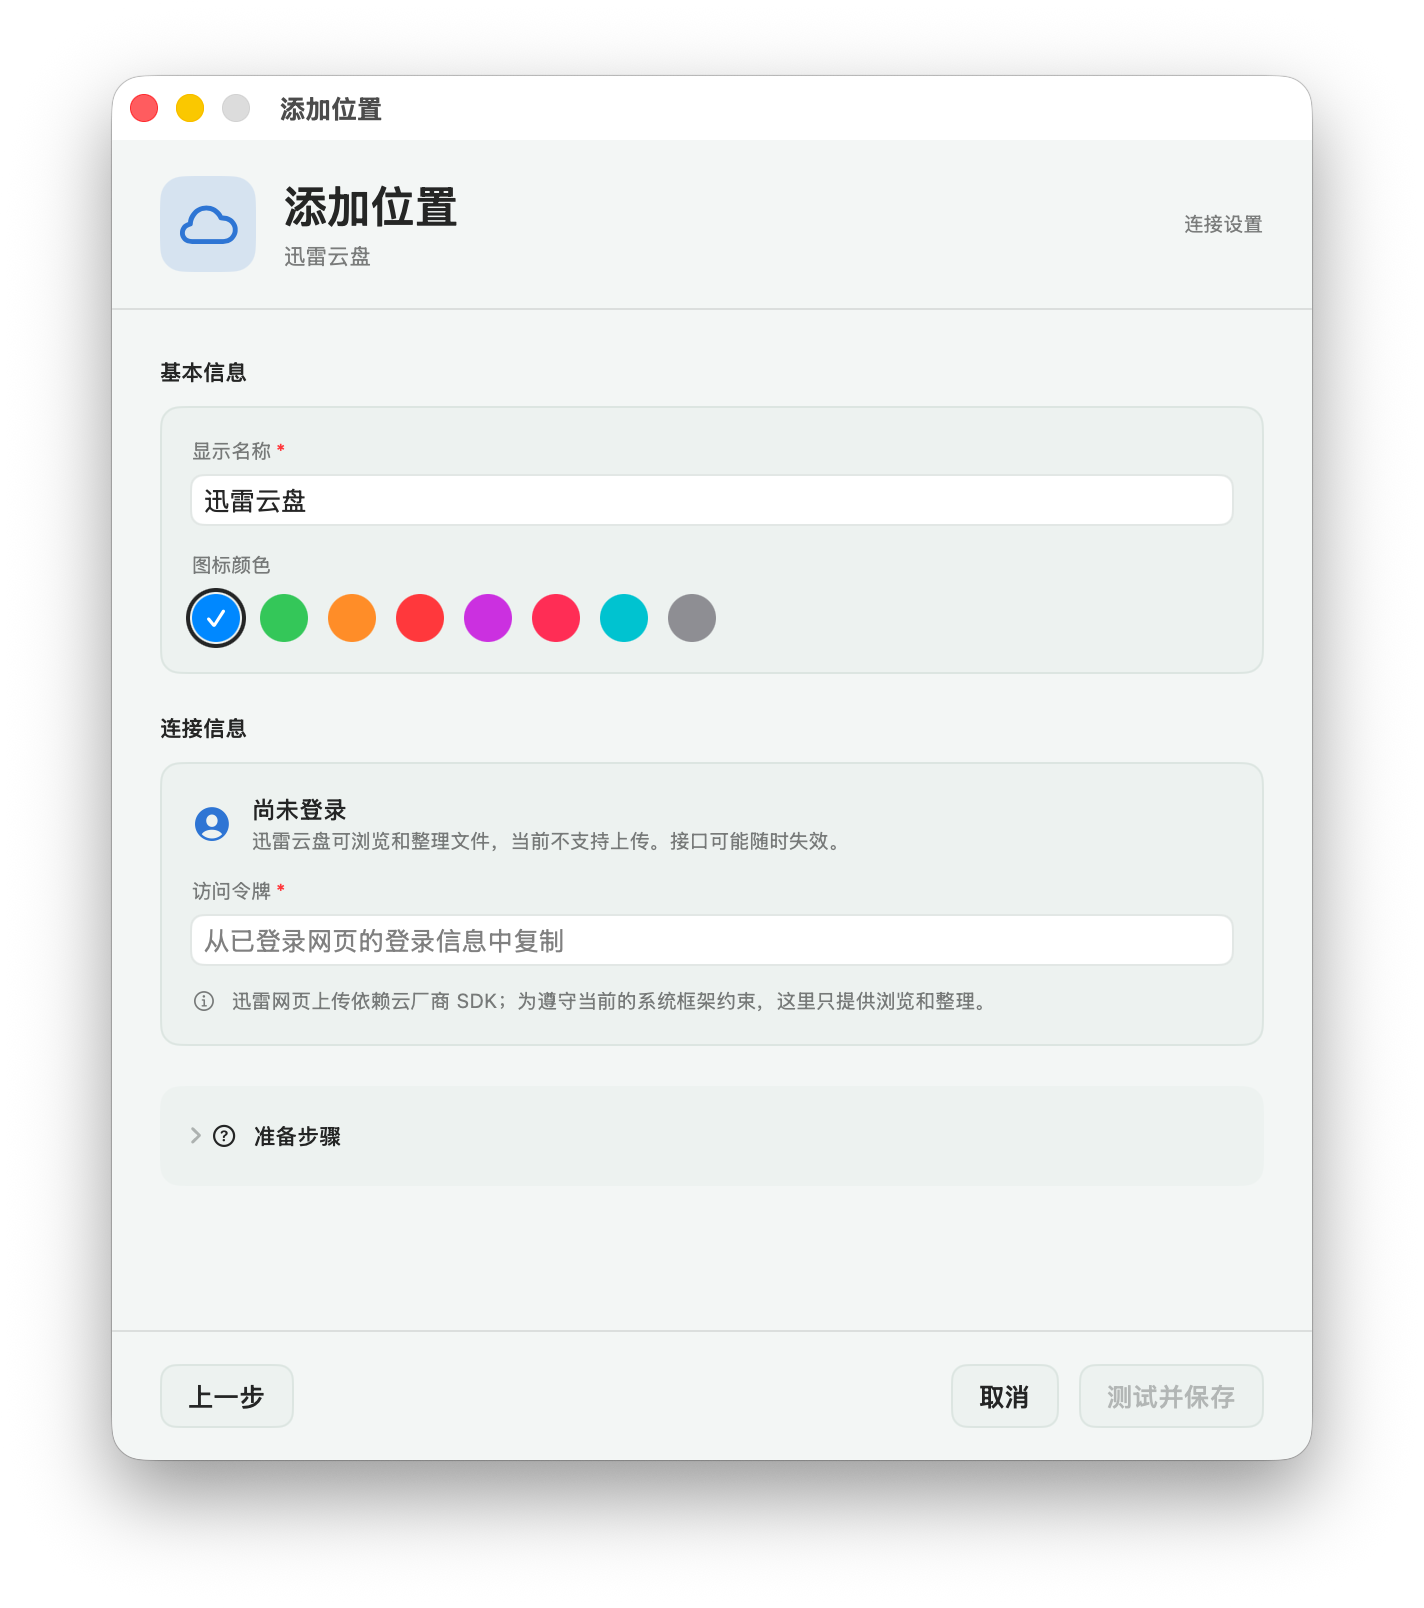 添加位置
添加位置
迅雷云盘
连接设置
基本信息
显示名称 *
迅雷云盘
图标颜色
连接信息
尚未登录
迅雷云盘可浏览和整理文件，当前不支持上传。接口可能随时失效。
访问令牌 *
从已登录网页的登录信息中复制
迅雷网页上传依赖云厂商 SDK；为遵守当前的系统框架约束，这里只提供浏览和整理。
准备步骤
上一步
取消
测试并保存